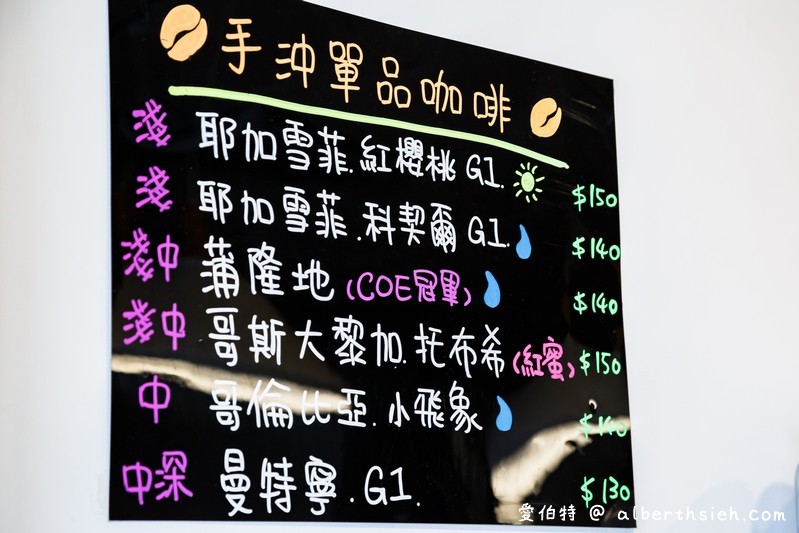 手沖單品咖啡
淺 耶加雪菲.紅櫻桃 G1. $150
淺 耶加雪菲.科契爾 G1. $140
淺中 蒲隆地 (COE冠軍) $140
淺中 哥斯大黎加.托布希 (紅蜜) $150
中 哥倫比亞.小飛象 $140
中深 曼特寧.G1. $130
愛伯特 @ alberthsieh.com